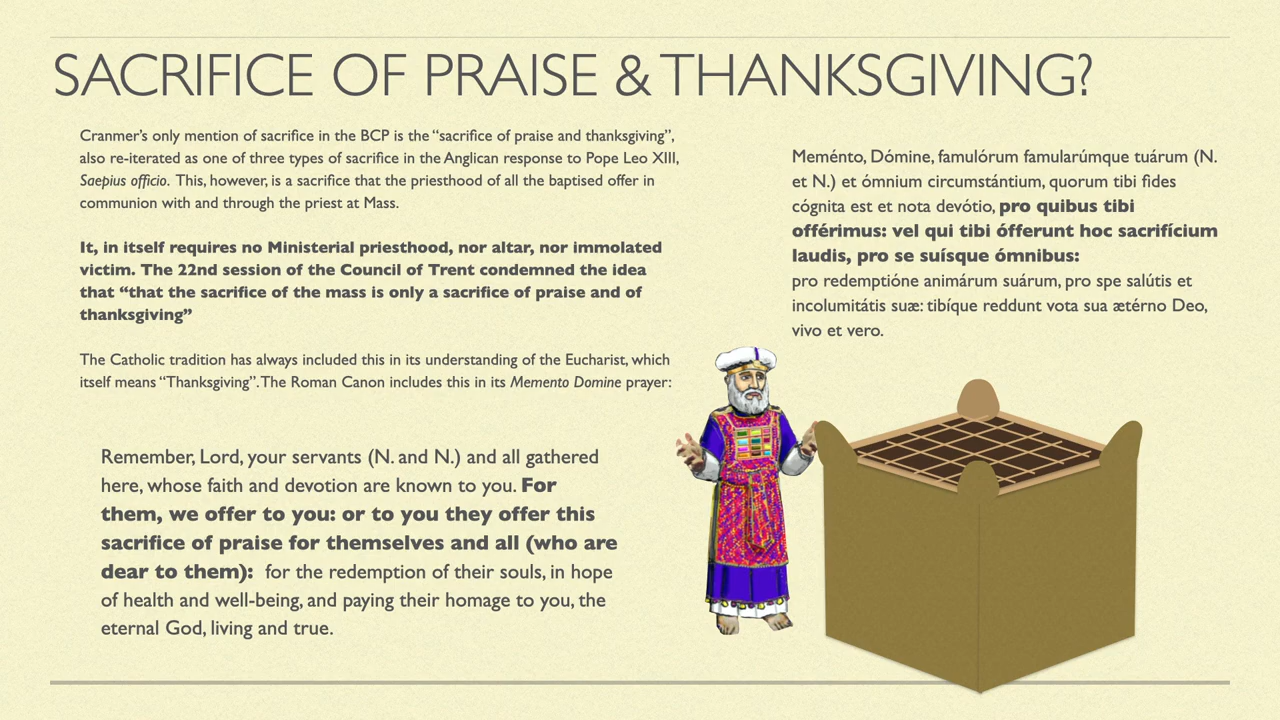 SACRIFICE OF PRAISE & THANKSGIVING?
Cranmer's only mention of sacrifice in the BCP is the “sacrifice of praise and thanksgiving”,
also re-iterated as one of three types of sacrifice in the Anglican response to Pope Leo XIII,
Saepius officio. This, however, is a sacrifice that the priesthood of all the baptised offer in
communion with and through the priest at Mass.
It, in itself requires no Ministerial priesthood, nor altar, nor immolated
victim. The 22nd session of the Council of Trent condemned the idea
that “that the sacrifice of the mass is only a sacrifice of praise and of
thanksgiving”
The Catholic tradition has always included this in its understanding of the Eucharist, which
itself means “Thanksgiving”. The Roman Canon includes this in its Memento Domine prayer:
Remember, Lord, your servants (N. and N.) and all gathered
here, whose faith and devotion are known to you. For
them, we offer to you: or to you they offer this
sacrifice of praise for themselves and all (who are
dear to them): for the redemption of their souls, in hope
of health and well-being, and paying their homage to you, the
eternal God, living and true.
Meménto, Dómine, famulórum famularúmque tuárum (N.
et N.) et ómnium circumstántium, quorum tibi fides
cógnita est et nota devótio, pro quibus tibi
offérimus: vel qui tibi ófferunt hoc sacrifícium
laudis, pro se suísque ómnibus:
pro redemptióne animárum suárum, pro spe salútis et
incolumitátis suæ: tibíque reddunt vota sua ætérno Deo,
vivo et vero.